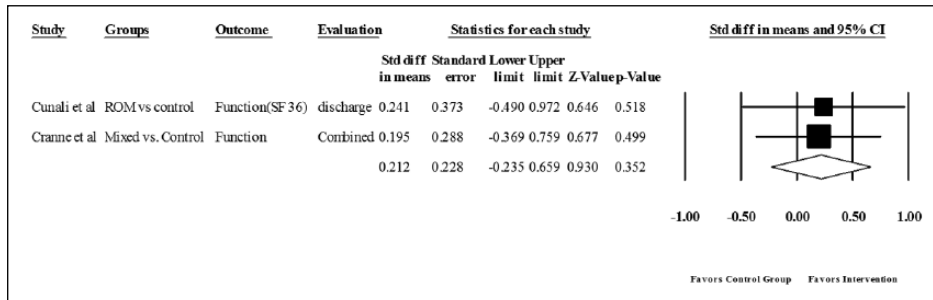 Study Groups Outcome Evaluation Statistics for each study Std diff in means and 95% CI
Std diff Standard Lower Upper
in means error limit limit Z-Value p-Value
Cunali et al ROM vs control Function(SF 36) discharge 0.241 0.373 -0.490 0.972 0.646 0.518
Cranne et al Mixed vs. Control Function Combined 0.195 0.288 -0.369 0.759 0.677 0.499
0.212 0.228 -0.235 0.659 0.930 0.352
-1.00 -0.50 0.00 0.50 1.00
Favors Control Group Favors Intervention